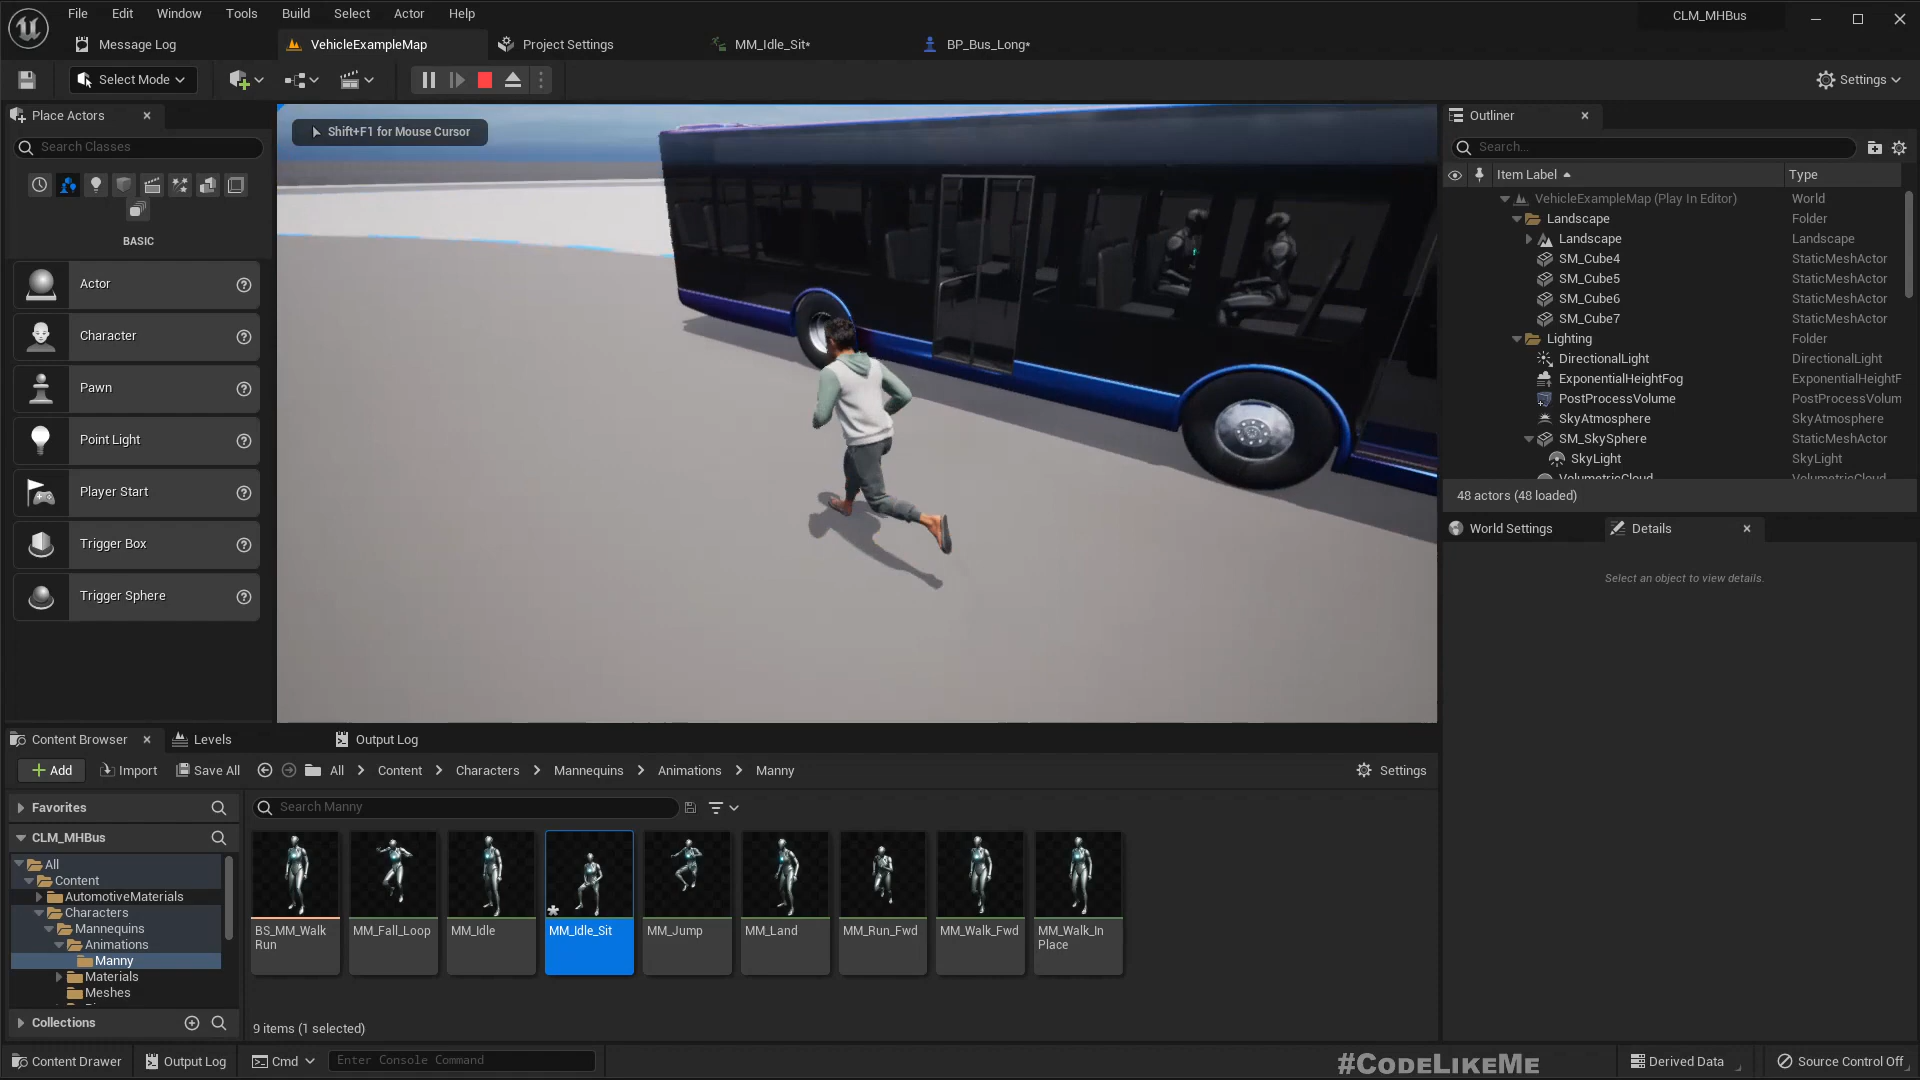 File Edit Window Tools Build Select Actor Help
CLM_MHBus
Message Log
VehicleExampleMap
Project Settings
MM_Idle_Sit*
BP_Bus_Long*
Select Mode
Settings
Place Actors
Search Classes
BASIC
Actor
Character
Pawn
Point Light
Player Start
Trigger Box
Trigger Sphere
Shift+F1 for Mouse Cursor
Outliner
Search...
Item Label Type
VehicleExampleMap (Play In Editor) World
Landscape Folder
Landscape Landscape
SM_Cube4 StaticMeshActor
SM_Cube5 StaticMeshActor
SM_Cube6 StaticMeshActor
SM_Cube7 StaticMeshActor
Lighting Folder
DirectionalLight DirectionalLight
ExponentialHeightFog ExponentialHeightF
PostProcessVolume PostProcessVolum
SkyAtmosphere SkyAtmosphere
SM_SkySphere StaticMeshActor
SkyLight SkyLight
VolumetricCloud VolumetricCloud
48 actors (48 loaded)
World Settings
Details
Select an object to view details.
Content Browser
Levels
Output Log
Add
Import
Save All
All > Content > Characters > Mannequins > Animations > Manny
Settings
Favorites
CLM_MHBus
All
Content
AutomotiveMaterials
Characters
Mannequins
Animations
Manny
Materials
Meshes
Collections
Search Manny
BS_MM_Walk
Run
MM_Fall_Loop
MM_Idle
MM_Idle_Sit
MM_Jump
MM_Land
MM_Run_Fwd
MM_Walk_Fwd
MM_Walk_In
Place
9 items (1 selected)
Content Drawer
Output Log
Cmd
Enter Console Command
#CodeLikeMe
Derived Data
Source Control Off